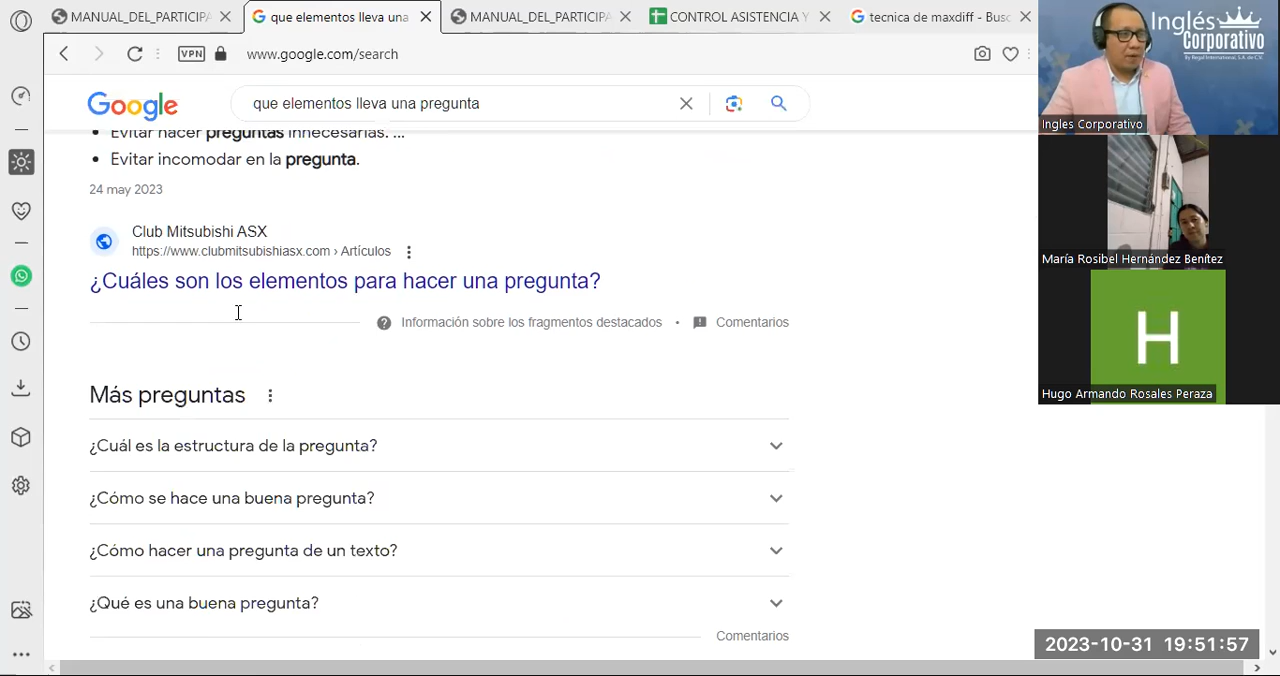 MANUAL_DEL_PARTICIPA
que elementos lleva una
MANUAL_DEL_PARTICIPA
CONTROL ASISTENCIA Y
tecnica de maxdiff - Busc
VPN
www.google.com/search
Google
que elementos lleva una pregunta
Evitar hacer preguntas innecesarias. ...
Evitar incomodar en la pregunta.
24 may 2023
Club Mitsubishi ASX
https://www.clubmitsubishiasx.com › Artículos
¿Cuáles son los elementos para hacer una pregunta?
Información sobre los fragmentos destacados • Comentarios
Más preguntas
¿Cuál es la estructura de la pregunta?
¿Cómo se hace una buena pregunta?
¿Cómo hacer una pregunta de un texto?
¿Qué es una buena pregunta?
Comentarios
Inglés
Corporativo
By Regal International, S.A. de C.V.
Ingles Corporativo
María Rosibel Hernández Benítez
H
Hugo Armando Rosales Peraza
2023-10-31 19:51:57